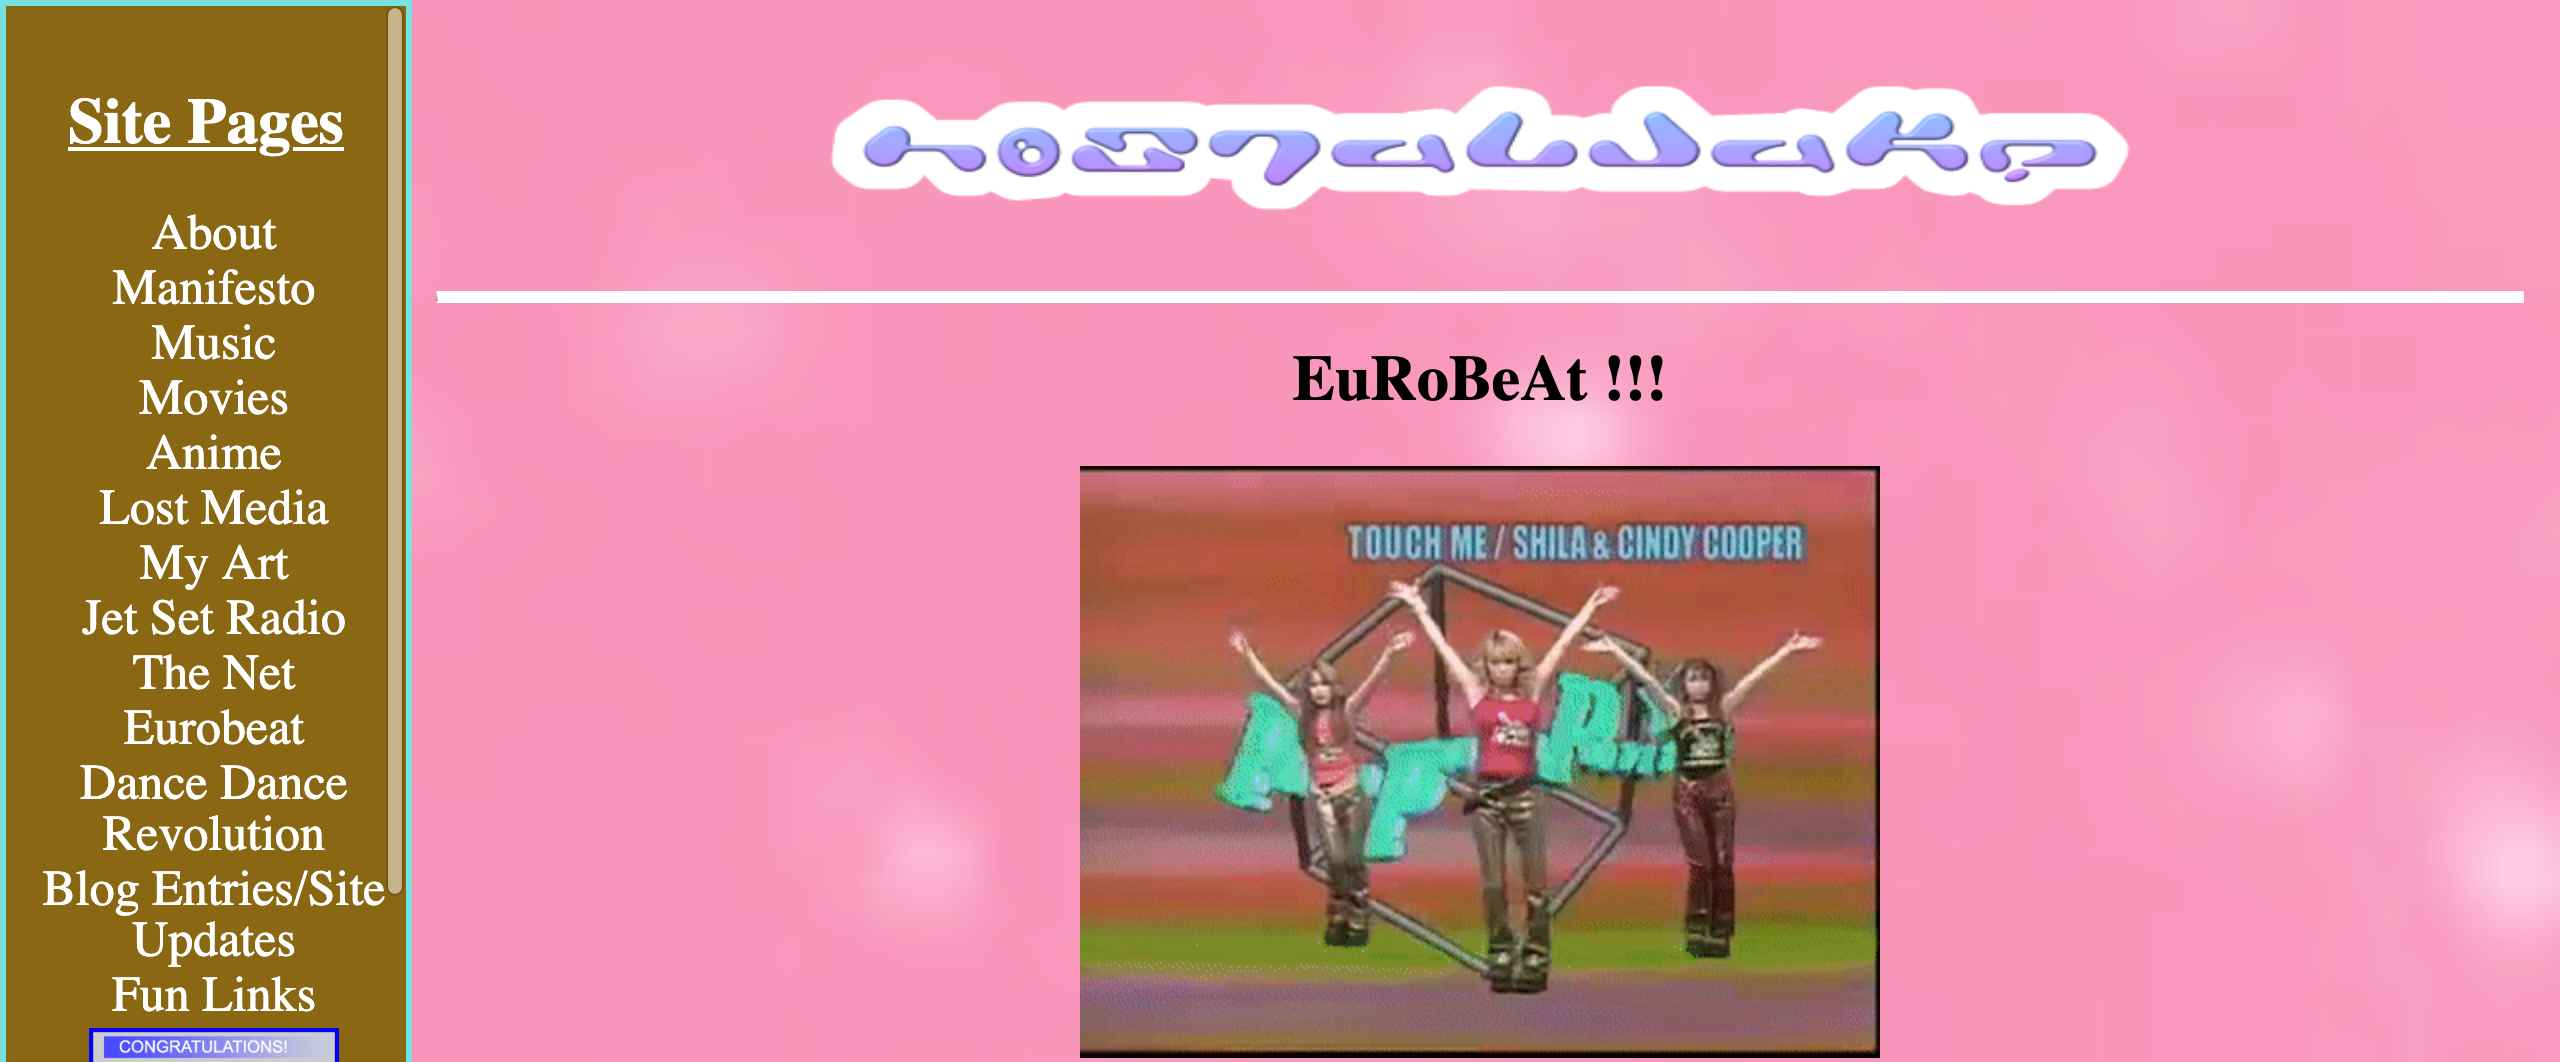 Site Pages
About
Manifesto
Music
Movies
Anime
Lost Media
My Art
Jet Set Radio
The Net
Eurobeat
Dance Dance
Revolution
Blog Entries/Site
Updates
Fun Links
CONGRATULATIONS!
nostaljake
EuRoBeAt !!!
TOUCH ME / SHILA & CINDY COOPER